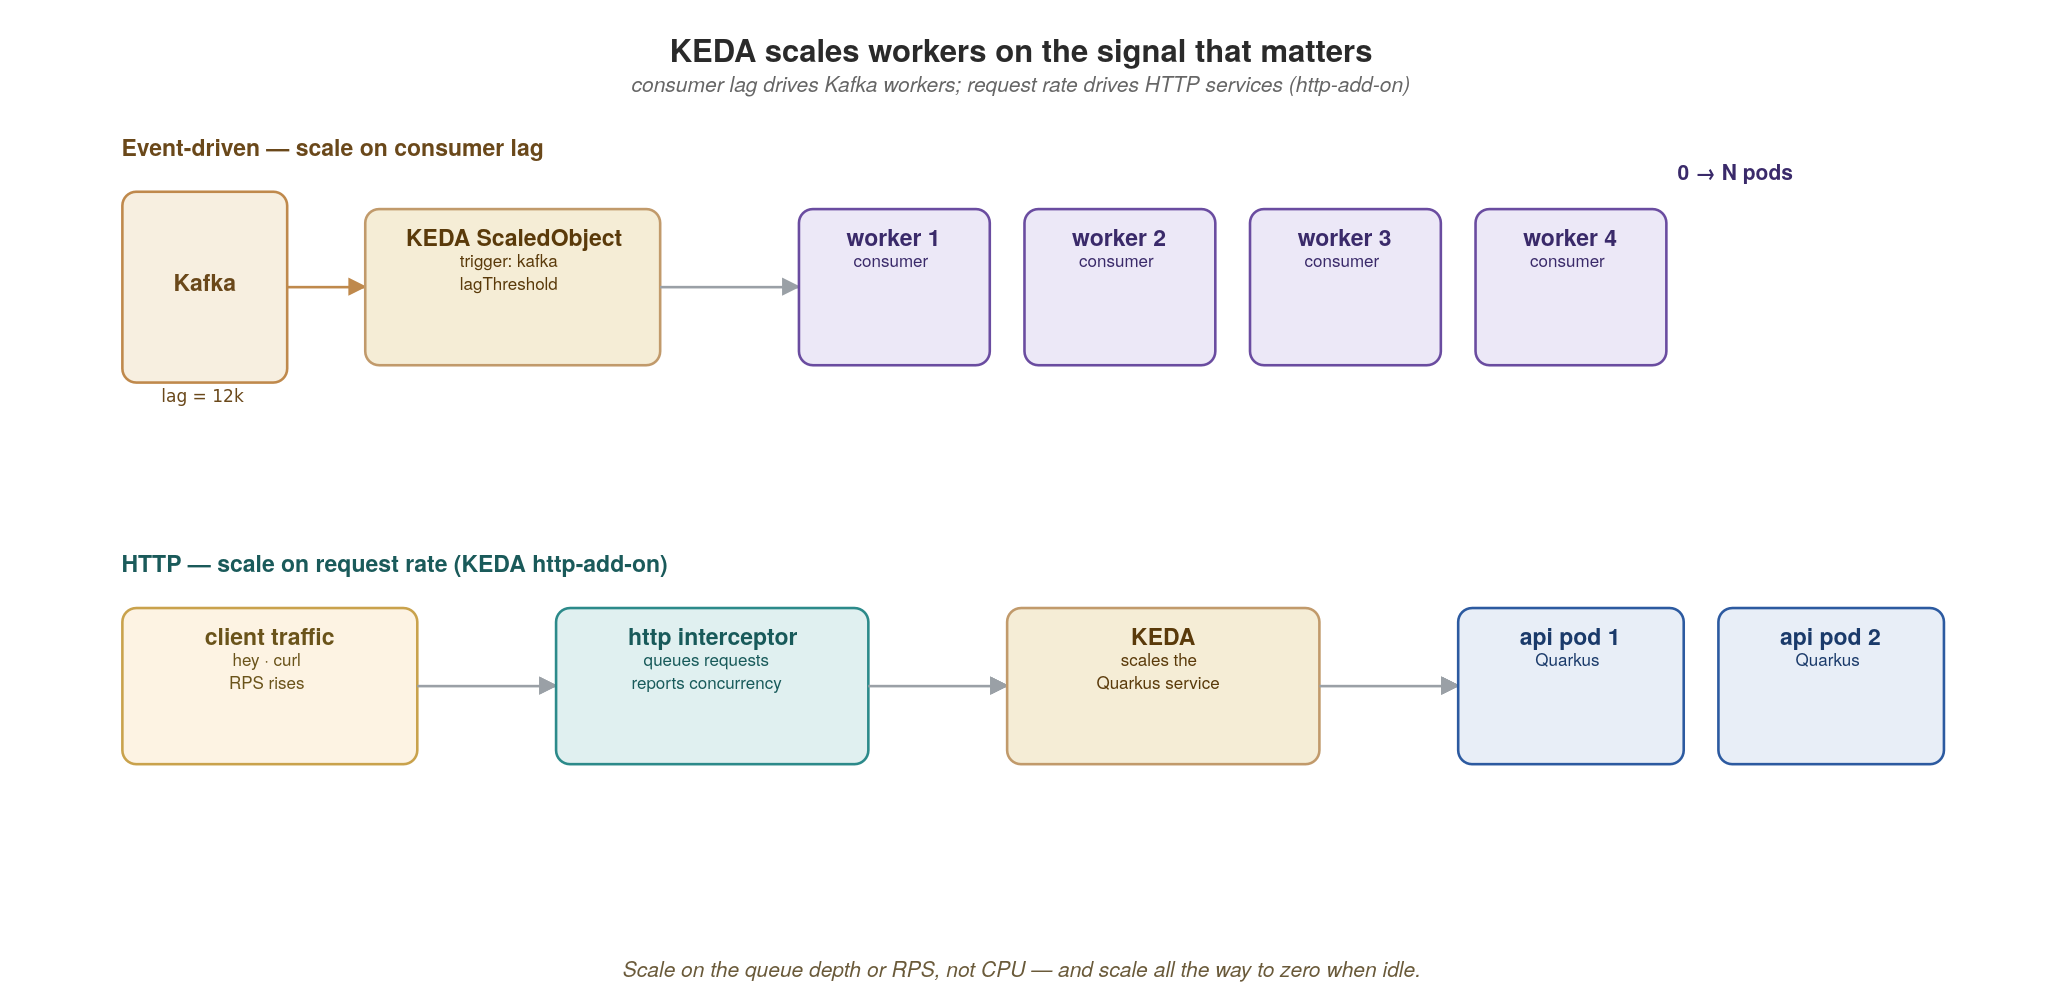 KEDA scales workers on the signal that matters
consumer lag drives Kafka workers; request rate drives HTTP services (http-add-on)
Event-driven — scale on consumer lag
0 → N pods
Kafka
lag = 12k
KEDA ScaledObject
trigger: kafka
lagThreshold
worker 1
consumer
worker 2
consumer
worker 3
consumer
worker 4
consumer
HTTP — scale on request rate (KEDA http-add-on)
client traffic
hey · curl
RPS rises
http interceptor
queues requests
reports concurrency
KEDA
scales the
Quarkus service
api pod 1
Quarkus
api pod 2
Quarkus
Scale on the queue depth or RPS, not CPU — and scale all the way to zero when idle.